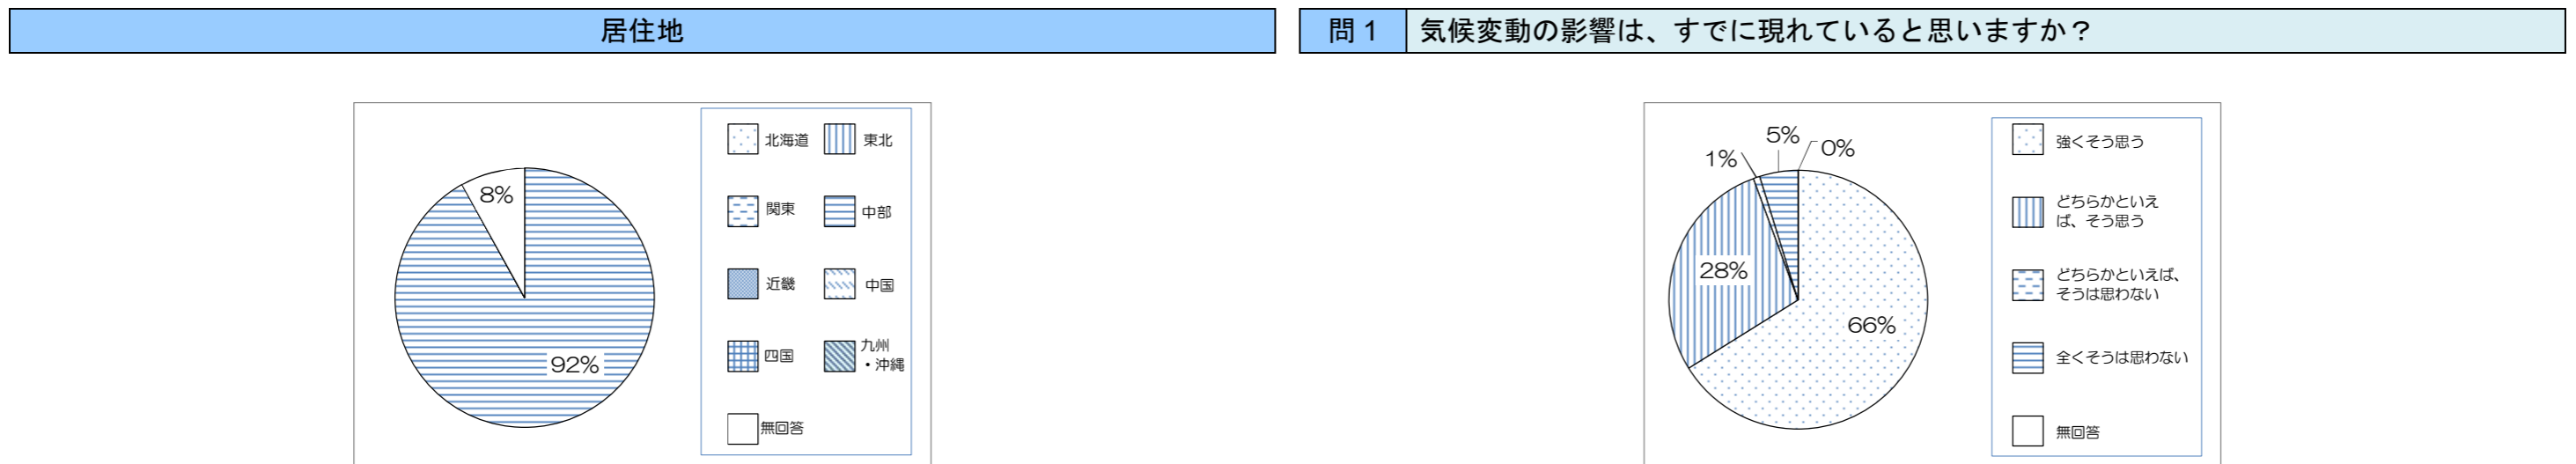 居住地
8%
92%
北海道
東北
関東
中部
近畿
中国
四国
九州
・沖縄
無回答
問1
気候変動の影響は、すでに現れていると思いますか？
5%
0%
1%
28%
66%
強くそう思う
どちらかといえ
ば、そう思う
どちらかといえば、
そうは思わない
全くそうは思わない
無回答